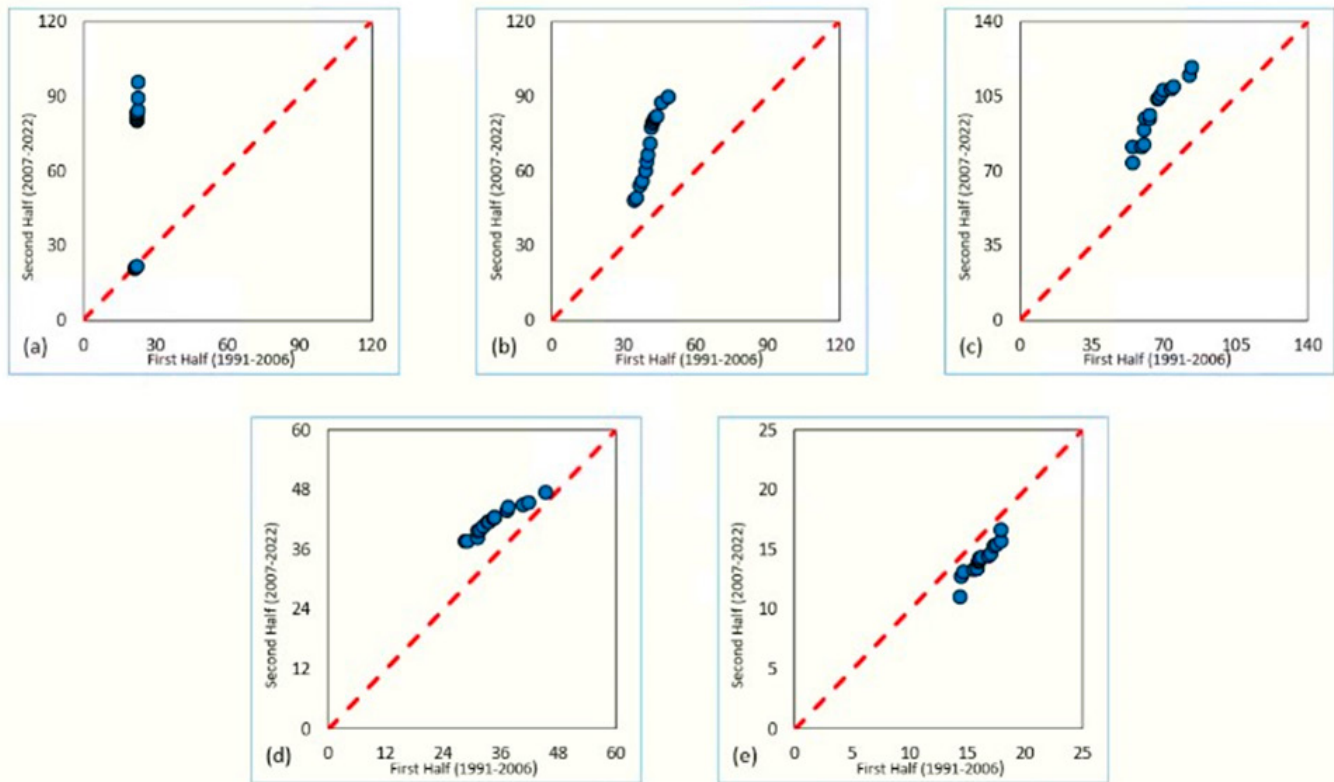 120
90
60
30
0
Second Half (2007-2022)
(a)
0 30 60 90 120
First Half (1991-2006)
120
90
60
30
0
Second Half (2007-2022)
(b)
0 30 60 90 120
First Half (1991-2006)
140
105
70
35
0
Second Half (2007-2022)
(c)
0 35 70 105 140
First Half (1991-2006)
60
48
36
24
12
0
Second Half (2007-2022)
(d)
0 12 24 36 48 60
First Half (1991-2006)
25
20
15
10
5
0
Second Half (2007-2022)
(e)
0 5 10 15 20 25
First Half (1991-2006)